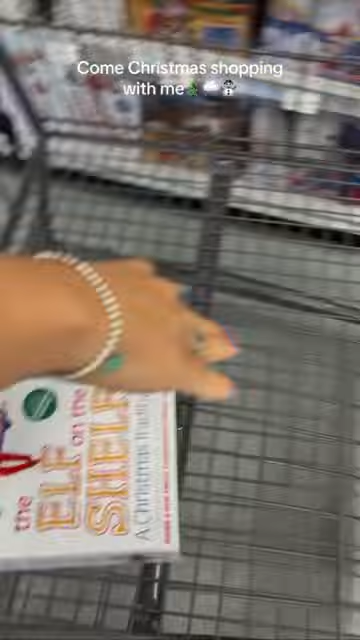 Come Christmas shopping
with me🎄☁️⛄
the
ELF
on the
SHELF
A Christmas Tradition